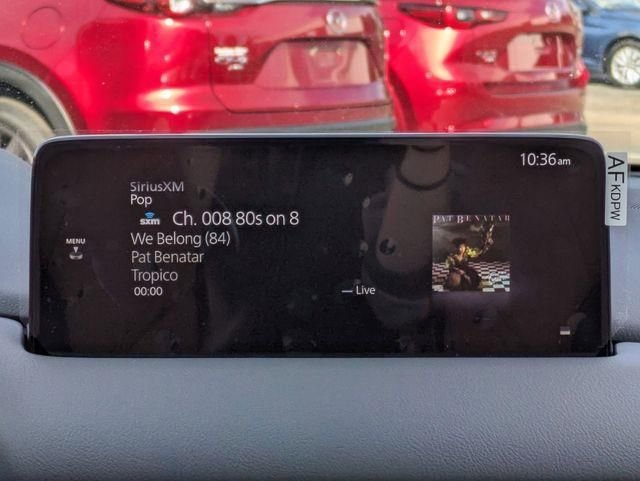 10:36am
SiriusXM
Pop
sxm Ch. 008 80s on 8
MENU
We Belong (84)
Pat Benatar
Tropico
00:00
Live
PAT BENATAR
AF KDPW